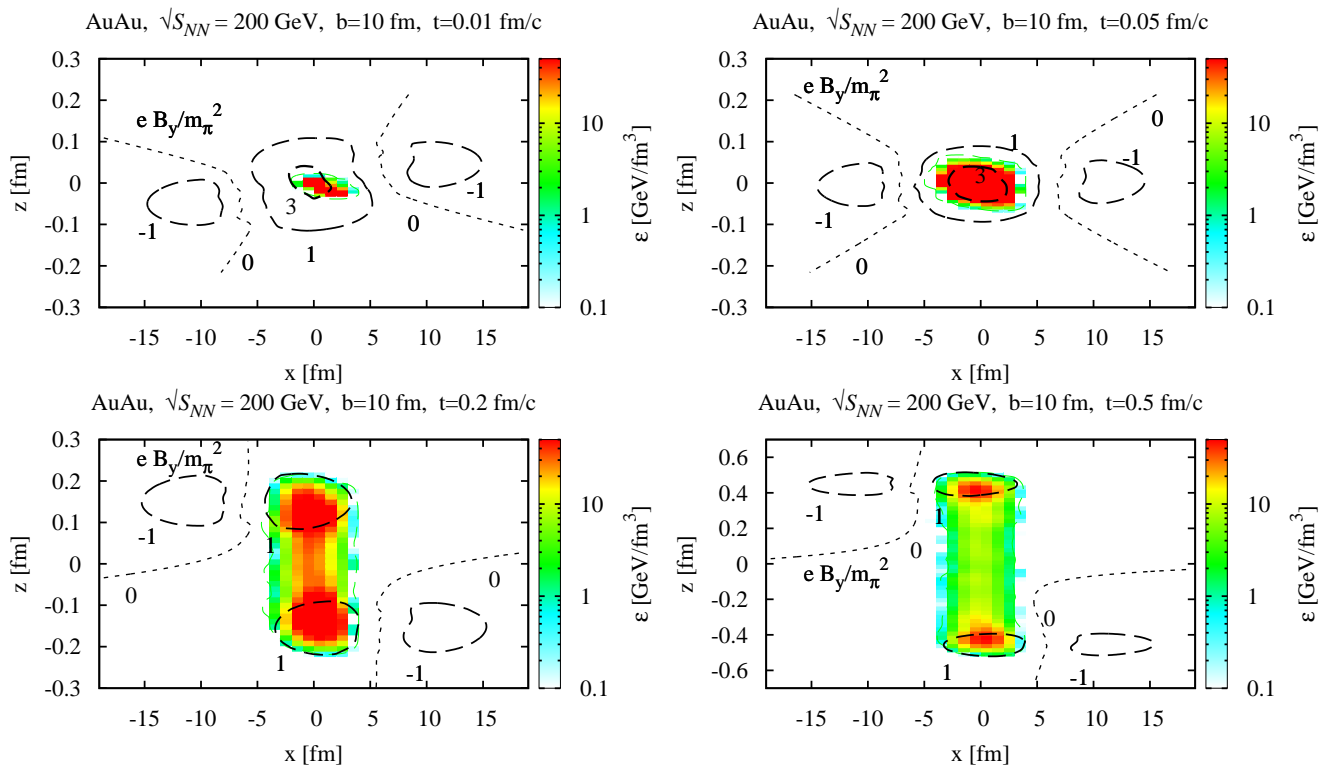 AuAu, √S_NN = 200 GeV, b=10 fm, t=0.01 fm/c
e B_y/m_π^2
z [fm]
0.3
0.2
0.1
0
-0.1
-0.2
-0.3
-1
0
3
1
0
-1
-15 -10 -5 0 5 10 15
x [fm]
10
1
0.1
ε [GeV/fm^3]
AuAu, √S_NN = 200 GeV, b=10 fm, t=0.05 fm/c
e B_y/m_π^2
z [fm]
0.3
0.2
0.1
0
-0.1
-0.2
-0.3
0
1
-1
3
-1
0
0
-15 -10 -5 0 5 10 15
x [fm]
10
1
0.1
ε [GeV/fm^3]
AuAu, √S_NN = 200 GeV, b=10 fm, t=0.2 fm/c
e B_y/m_π^2
z [fm]
0.3
0.2
0.1
0
-0.1
-0.2
-0.3
-1
1
0
0
1
-1
-15 -10 -5 0 5 10 15
x [fm]
10
1
0.1
ε [GeV/fm^3]
AuAu, √S_NN = 200 GeV, b=10 fm, t=0.5 fm/c
z [fm]
0.6
0.4
0.2
0
-0.2
-0.4
-0.6
-1
1
0
e B_y/m_π^2
0
1
-1
-15 -10 -5 0 5 10 15
x [fm]
10
1
0.1
ε [GeV/fm^3]